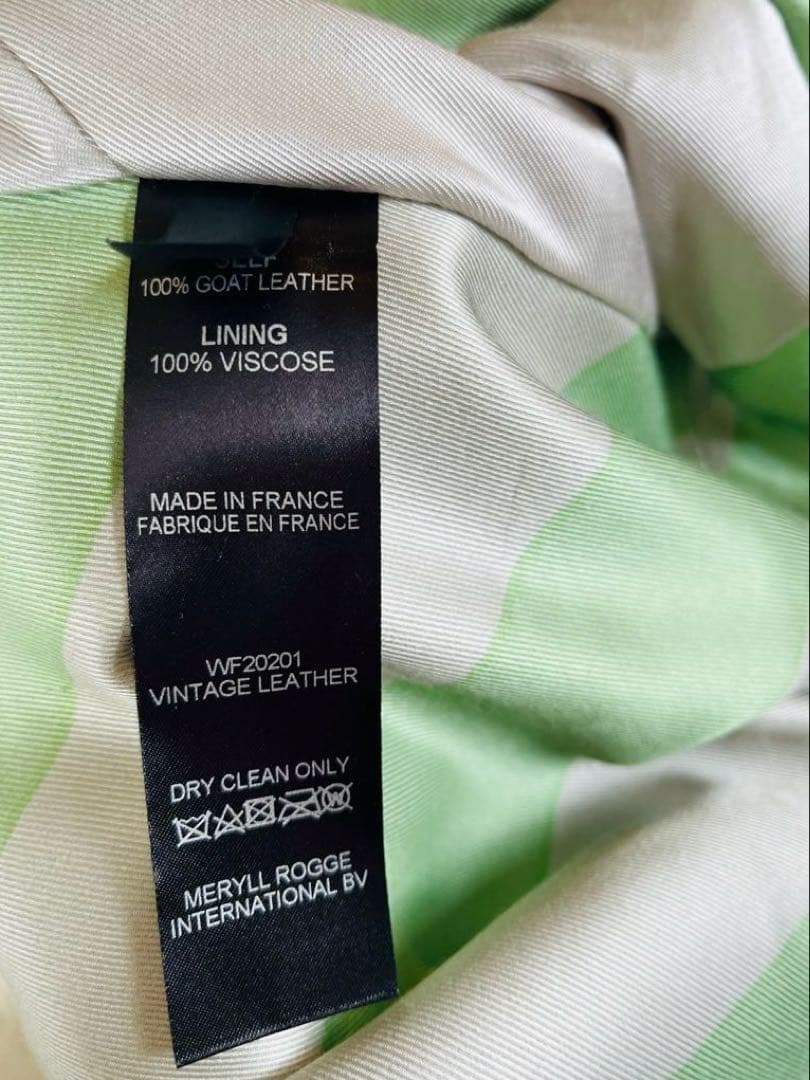 SELF
100% GOAT LEATHER
LINING
100% VISCOSE
MADE IN FRANCE
FABRIQUE EN FRANCE
WF20201
VINTAGE LEATHER
DRY CLEAN ONLY
W
MERYLL ROGGE
INTERNATIONAL BV